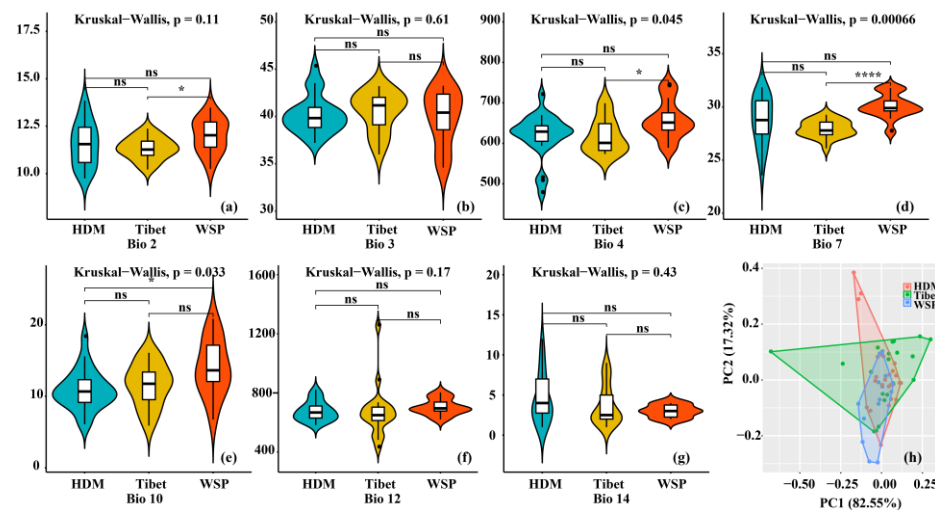 Kruskal−Wallis, p = 0.11
17.5
15.0
12.5
10.0
ns
ns
*
(a)
HDM Tibet WSP
Bio 2
Kruskal−Wallis, p = 0.61
50
45
40
35
30
ns
ns
ns
(b)
HDM Tibet WSP
Bio 3
Kruskal−Wallis, p = 0.045
900
800
700
600
500
ns
ns
*
(c)
HDM Tibet WSP
Bio 4
Kruskal−Wallis, p = 0.00066
35
30
25
20
ns
ns
****
(d)
HDM Tibet WSP
Bio 7
Kruskal−Wallis, p = 0.033
20
10
0
*
ns
ns
(e)
HDM Tibet WSP
Bio 10
Kruskal−Wallis, p = 0.17
1600
1200
800
400
ns
ns
ns
(f)
HDM Tibet WSP
Bio 12
Kruskal−Wallis, p = 0.43
20
15
10
5
0
ns
ns
ns
(g)
HDM Tibet WSP
Bio 14
PC2 (17.32%)
0.4
0.2
0.0
−0.2
HDM
Tibe
WSP
(h)
−0.50 −0.25 0.00 0.25
PC1 (82.55%)